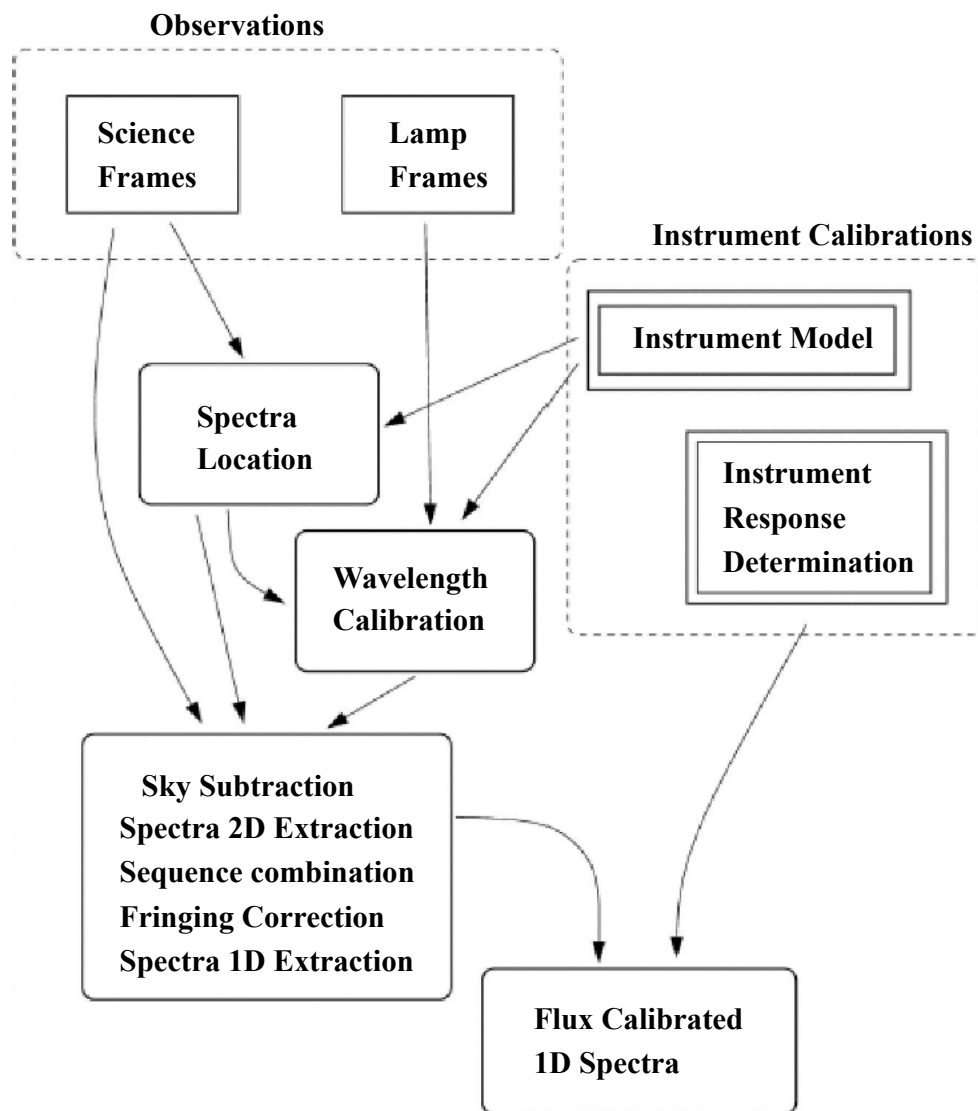 Observations
Science
Frames
Lamp
Frames
Instrument Calibrations
Instrument Model
Spectra
Location
Instrument
Response
Determination
Wavelength
Calibration
Sky Subtraction
Spectra 2D Extraction
Sequence combination
Fringing Correction
Spectra 1D Extraction
Flux Calibrated
1D Spectra